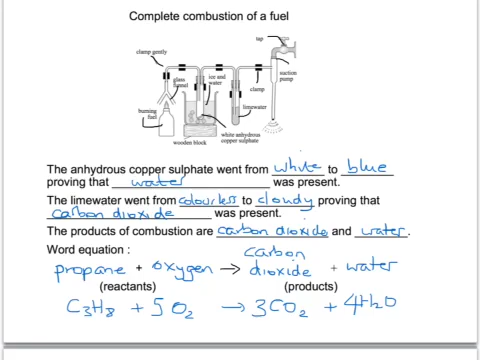 Complete combustion of a fuel
tap
clamp gently
glass funnel
ice and water
suction pump
clamp
limewater
burning fuel
white anhydrous copper sulphate
wooden block
The anhydrous copper sulphate went from white to blue
proving that water was present.
The limewater went from colourless to cloudy proving that
carbon dioxide was present.
The products of combustion are carbon dioxide and water.
Word equation :
propane + oxygen → carbon dioxide + water
(reactants) (products)
C₃H₈ + 5O₂ → 3CO₂ + 4H₂O